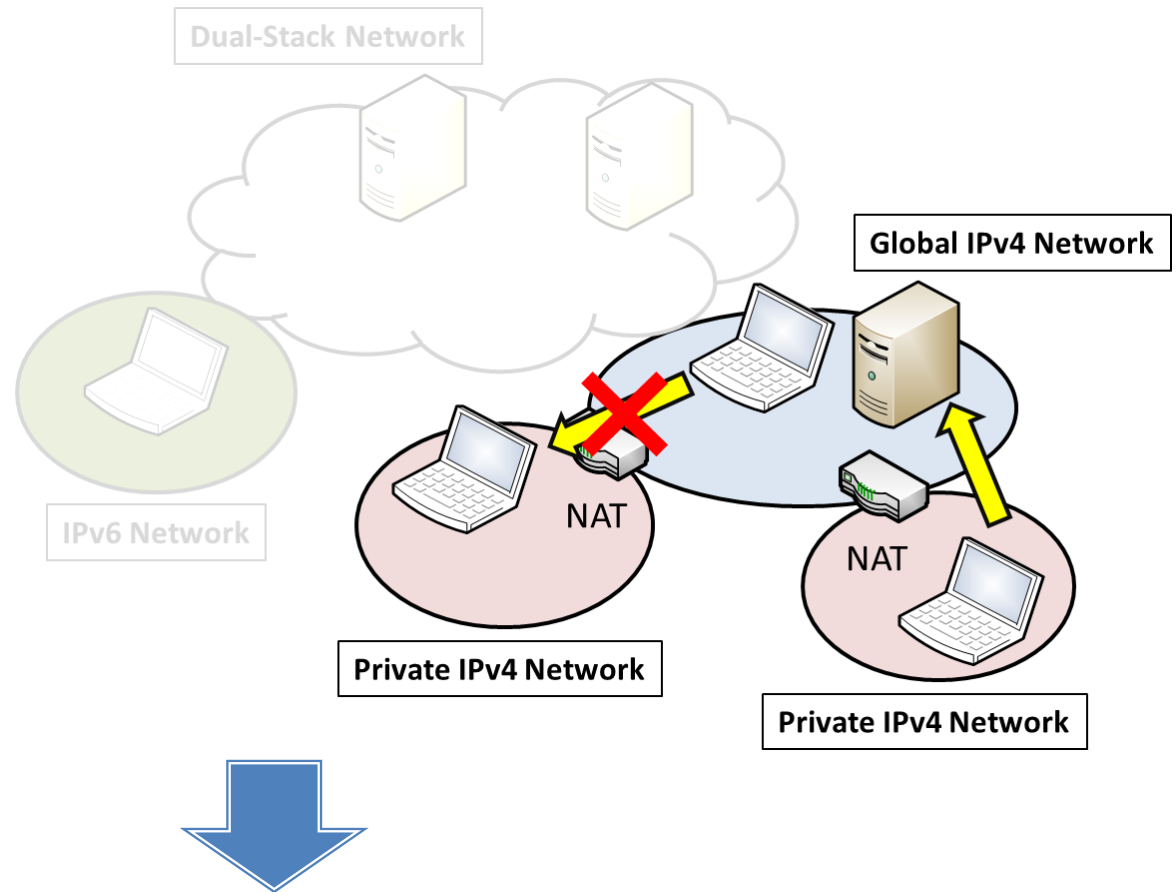 Dual-Stack Network
Global IPv4 Network
IPv6 Network
NAT
NAT
Private IPv4 Network
Private IPv4 Network